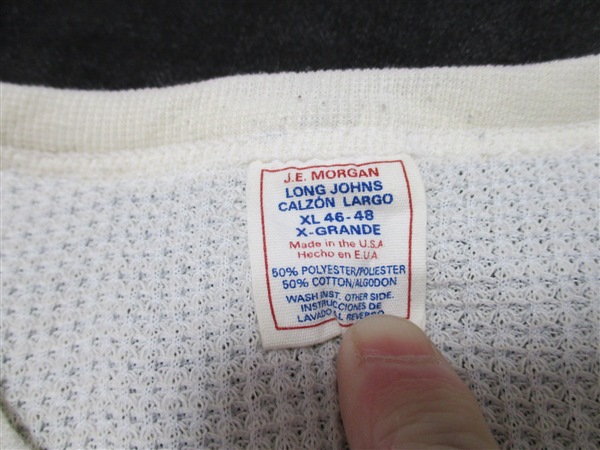 J.E. MORGAN
LONG JOHNS
CALZÓN LARGO
XL 46-48
X-GRANDE
Made in the U.S.A
Hecho en E.U.A
50% POLYESTER/POLIESTER
50% COTTON/ALGODON
WASH INST. OTHER SIDE.
INSTRUCCIONES DE
LAVADO AL REVERSO